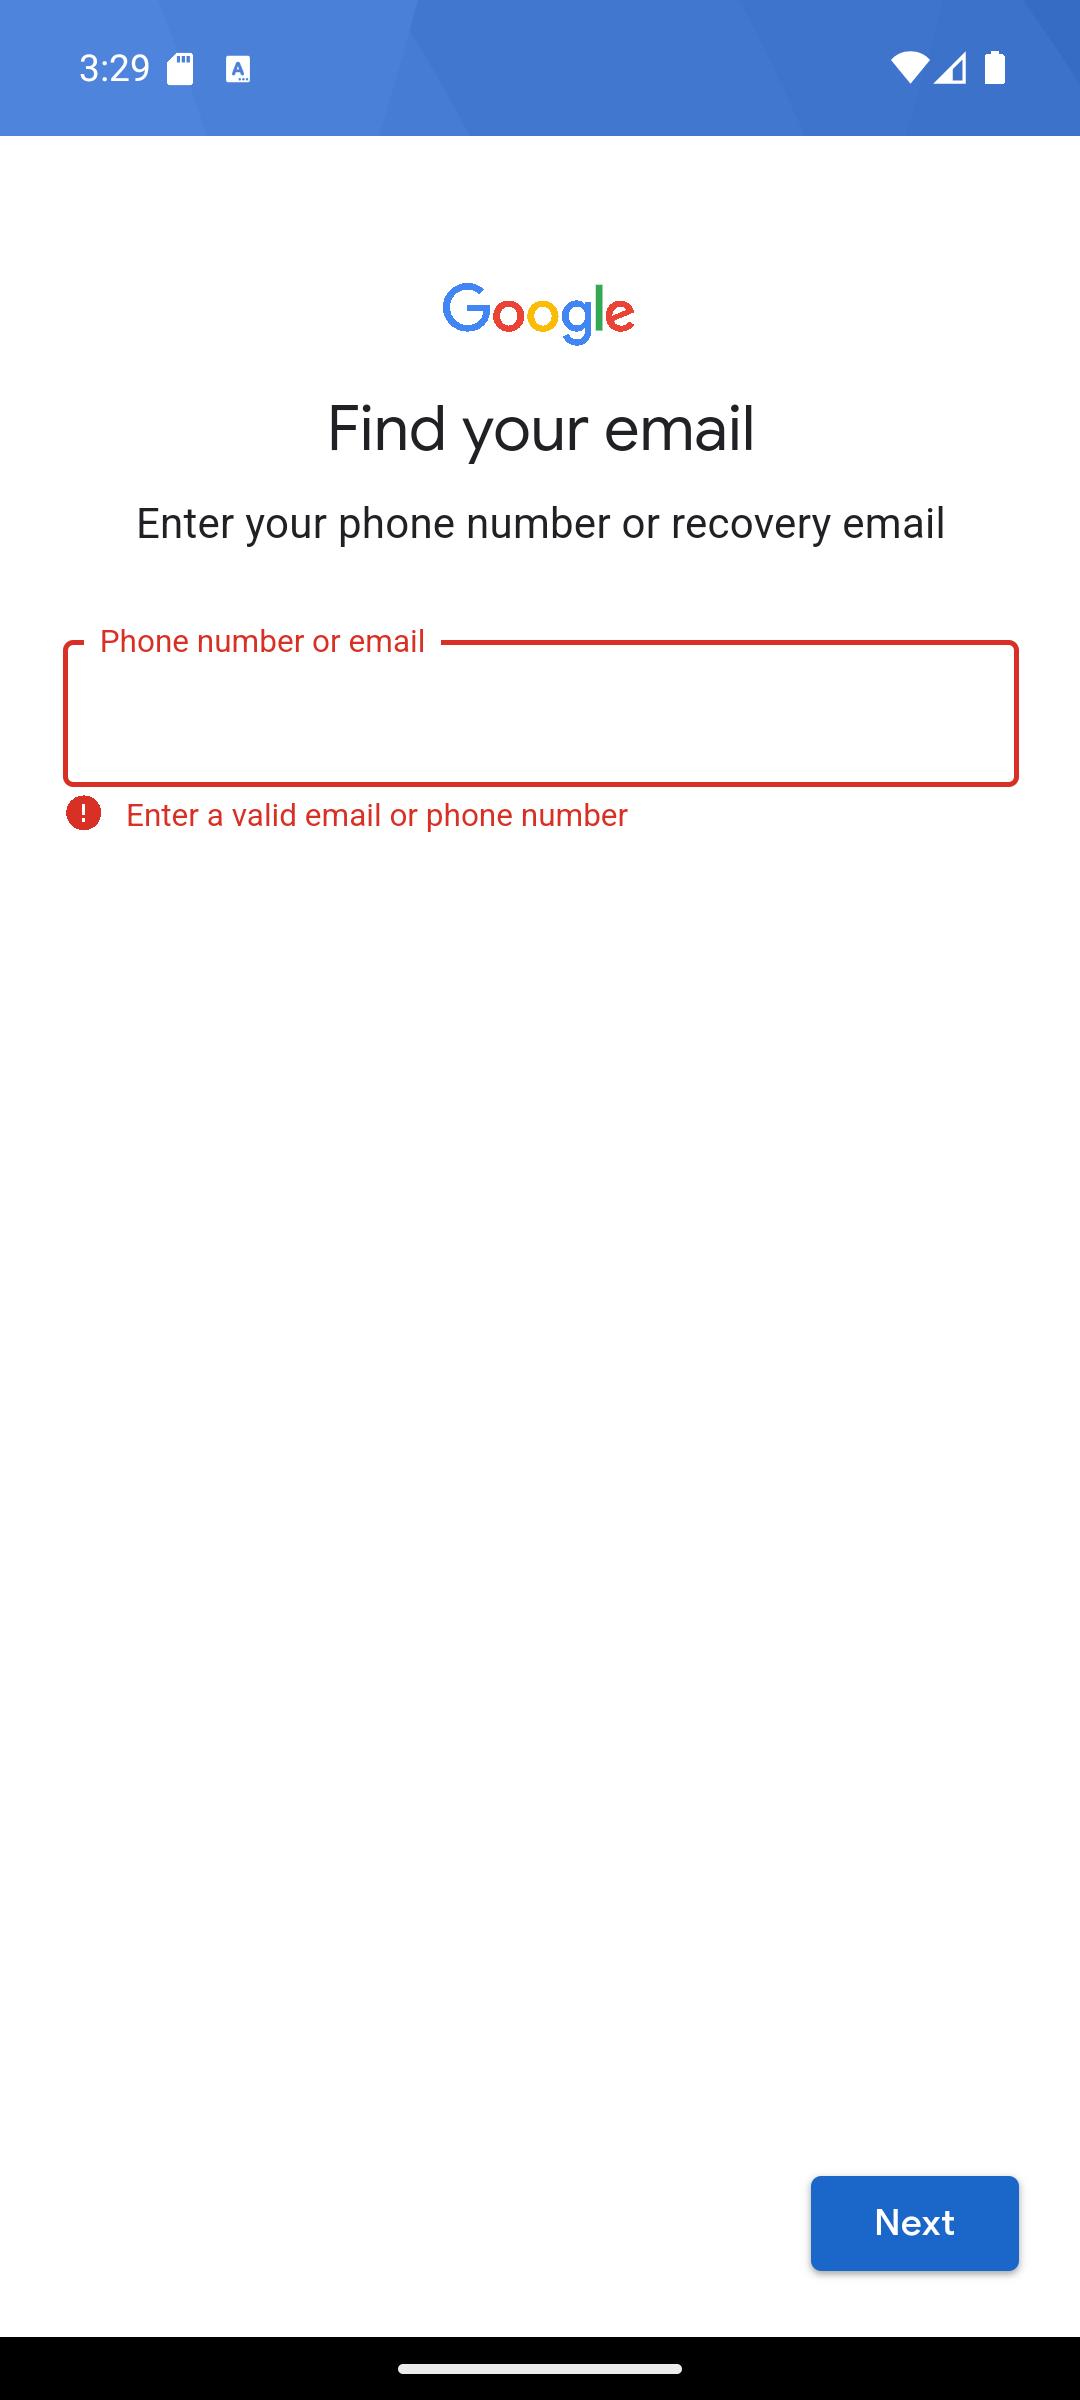 3:29
Google
Find your email
Enter your phone number or recovery email
Phone number or email
Enter a valid email or phone number
Next